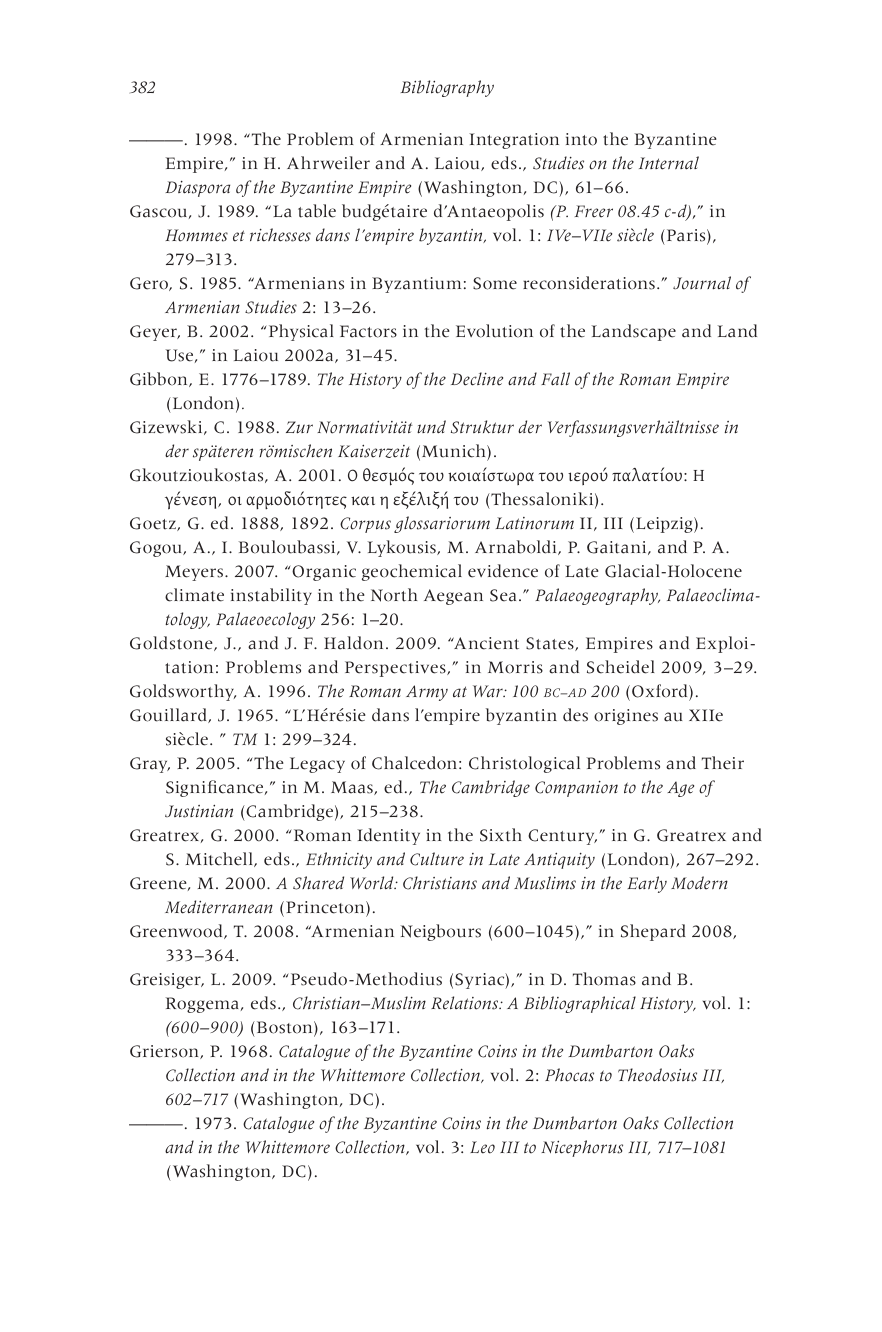 382 Bibliography
———. 1998. “The Problem of Armenian Integration into the Byzantine
Empire,” in H. Ahrweiler and A. Laiou, eds., Studies on the Internal
Diaspora of the Byzantine Empire (Washington, DC), 61–66.
Gascou, J. 1989. “La table budgétaire d’Antaeopolis (P. Freer 08.45 c-d),” in
Hommes et richesses dans l’empire byzantin, vol. 1: IVe–VIIe siècle (Paris),
279–313.
Gero, S. 1985. “Armenians in Byzantium: Some reconsiderations.” Journal of
Armenian Studies 2: 13–26.
Geyer, B. 2002. “Physical Factors in the Evolution of the Landscape and Land
Use,” in Laiou 2002a, 31–45.
Gibbon, E. 1776–1789. The History of the Decline and Fall of the Roman Empire
(London).
Gizewski, C. 1988. Zur Normativität und Struktur der Verfassungsverhältnisse in
der späteren römischen Kaiserzeit (Munich).
Gkoutzioukostas, A. 2001. Ο θεσμός του κοιαίστωρα του ιερού παλατίου: Η
γένεση, οι αρμοδιότητες και η εξέλιξή του (Thessaloniki).
Goetz, G. ed. 1888, 1892. Corpus glossariorum Latinorum II, III (Leipzig).
Gogou, A., I. Bouloubassi, V. Lykousis, M. Arnaboldi, P. Gaitani, and P. A.
Meyers. 2007. “Organic geochemical evidence of Late Glacial-Holocene
climate instability in the North Aegean Sea.” Palaeogeography, Palaeoclima-
tology, Palaeoecology 256: 1–20.
Goldstone, J., and J. F. Haldon. 2009. “Ancient States, Empires and Exploi-
tation: Problems and Perspectives,” in Morris and Scheidel 2009, 3–29.
Goldsworthy, A. 1996. The Roman Army at War: 100 BC–AD 200 (Oxford).
Gouillard, J. 1965. “L’Hérésie dans l’empire byzantin des origines au XIIe
siècle. ” TM 1: 299–324.
Gray, P. 2005. “The Legacy of Chalcedon: Christological Problems and Their
Significance,” in M. Maas, ed., The Cambridge Companion to the Age of
Justinian (Cambridge), 215–238.
Greatrex, G. 2000. “Roman Identity in the Sixth Century,” in G. Greatrex and
S. Mitchell, eds., Ethnicity and Culture in Late Antiquity (London), 267–292.
Greene, M. 2000. A Shared World: Christians and Muslims in the Early Modern
Mediterranean (Princeton).
Greenwood, T. 2008. “Armenian Neigbours (600–1045),” in Shepard 2008,
333–364.
Greisiger, L. 2009. “Pseudo-Methodius (Syriac),” in D. Thomas and B.
Roggema, eds., Christian–Muslim Relations: A Bibliographical History, vol. 1:
(600–900) (Boston), 163–171.
Grierson, P. 1968. Catalogue of the Byzantine Coins in the Dumbarton Oaks
Collection and in the Whittemore Collection, vol. 2: Phocas to Theodosius III,
602–717 (Washington, DC).
———. 1973. Catalogue of the Byzantine Coins in the Dumbarton Oaks Collection
and in the Whittemore Collection, vol. 3: Leo III to Nicephorus III, 717–1081
(Washington, DC).